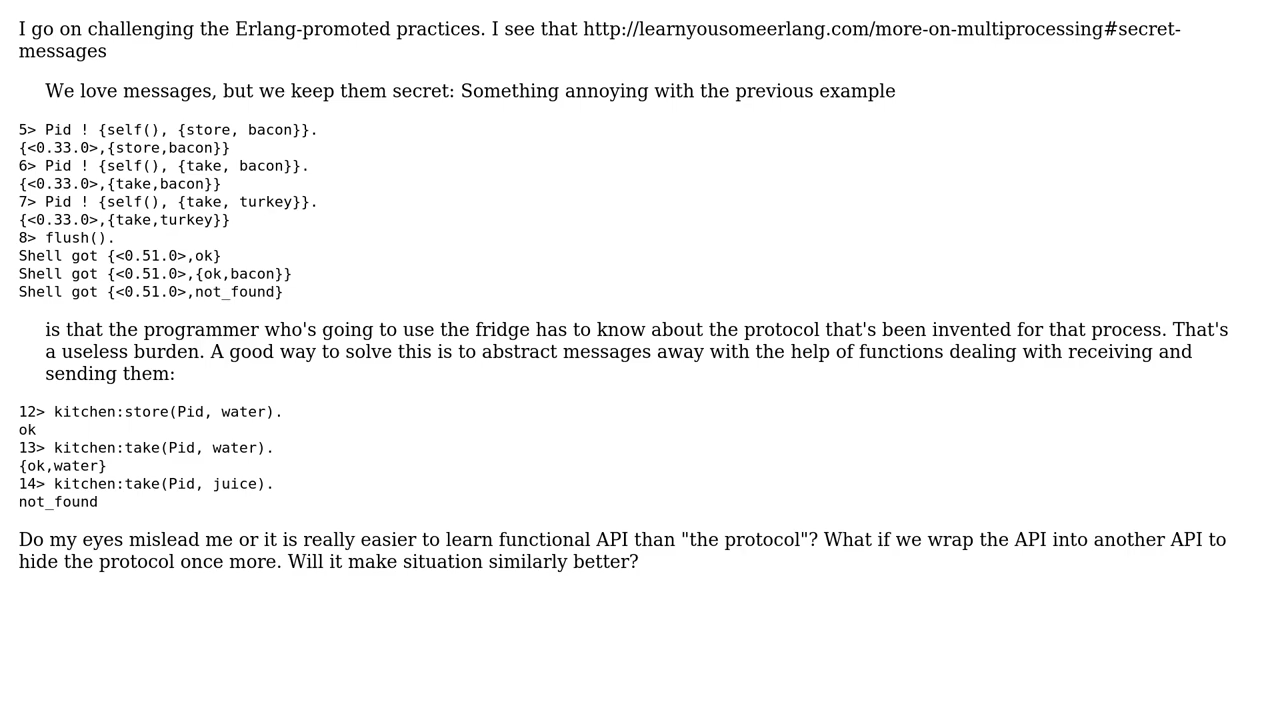 I go on challenging the Erlang-promoted practices. I see that http://learnyousomeerlang.com/more-on-multiprocessing#secret-
messages
We love messages, but we keep them secret: Something annoying with the previous example
5> Pid ! {self(), {store, bacon}}.
{<0.33.0>,{store,bacon}}
6> Pid ! {self(), {take, bacon}}.
{<0.33.0>,{take,bacon}}
7> Pid ! {self(), {take, turkey}}.
{<0.33.0>,{take,turkey}}
8> flush().
Shell got {<0.51.0>,ok}
Shell got {<0.51.0>,{ok,bacon}}
Shell got {<0.51.0>,not_found}
is that the programmer who's going to use the fridge has to know about the protocol that's been invented for that process. That's
a useless burden. A good way to solve this is to abstract messages away with the help of functions dealing with receiving and
sending them:
12> kitchen:store(Pid, water).
ok
13> kitchen:take(Pid, water).
{ok,water}
14> kitchen:take(Pid, juice).
not_found
Do my eyes mislead me or it is really easier to learn functional API than "the protocol"? What if we wrap the API into another API to
hide the protocol once more. Will it make situation similarly better?